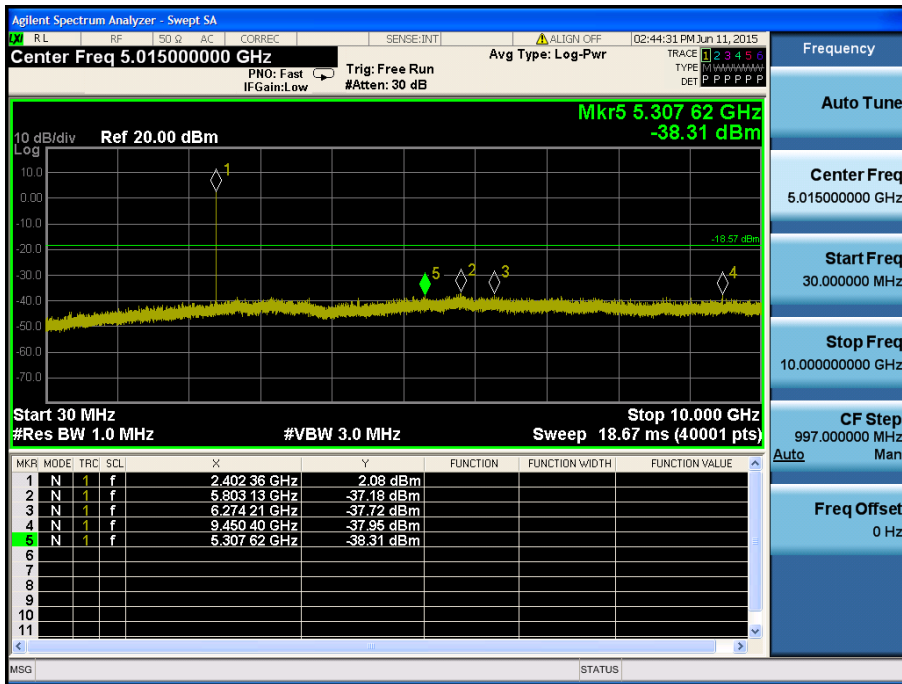 Agilent Spectrum Analyzer - Swept SA
LXI RL RF 50 Ω AC CORREC SENSE:INT ALIGN OFF 02:44:31 PM Jun 11, 2015
Center Freq 5.015000000 GHz
PNO: Fast
IFGain:Low
Trig: Free Run
#Atten: 30 dB
Avg Type: Log-Pwr
TRACE 1 2 3 4 5 6
TYPE MWWWWW
DET P P P P P P
Mkr5 5.307 62 GHz
-38.31 dBm
10 dB/div Ref 20.00 dBm
Log
10.0
0.00
-10.0
-20.0
-30.0
-40.0
-50.0
-60.0
-70.0
1
-18.57 dBm
5 2 3 4
Start 30 MHz Stop 10.000 GHz
#Res BW 1.0 MHz #VBW 3.0 MHz Sweep 18.67 ms (40001 pts)
MKR MODE TRC SCL X Y FUNCTION FUNCTION WIDTH FUNCTION VALUE
1 N 1 f 2.402 36 GHz 2.08 dBm
2 N 1 f 5.803 13 GHz -37.18 dBm
3 N 1 f 6.274 21 GHz -37.72 dBm
4 N 1 f 9.450 40 GHz -37.95 dBm
5 N 1 f 5.307 62 GHz -38.31 dBm
6
7
8
9
10
11
MSG STATUS
Frequency
Auto Tune
Center Freq
5.015000000 GHz
Start Freq
30.000000 MHz
Stop Freq
10.000000000 GHz
CF Step
997.000000 MHz
Auto Man
Freq Offset
0 Hz